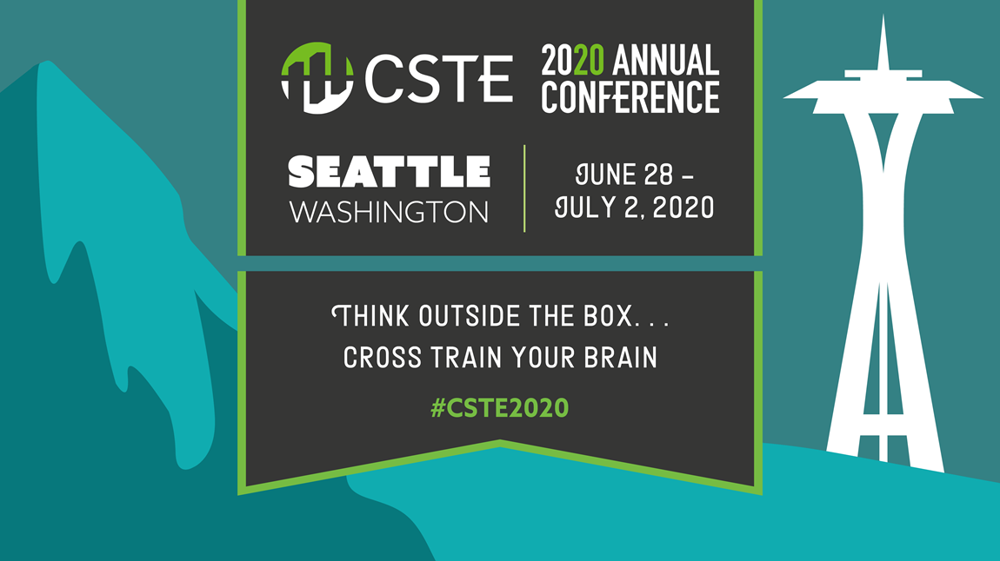 CSTE
2020 ANNUAL
CONFERENCE
SEATTLE
WASHINGTON
JUNE 28 –
JULY 2, 2020
THINK OUTSIDE THE BOX...
CROSS TRAIN YOUR BRAIN
#CSTE2020